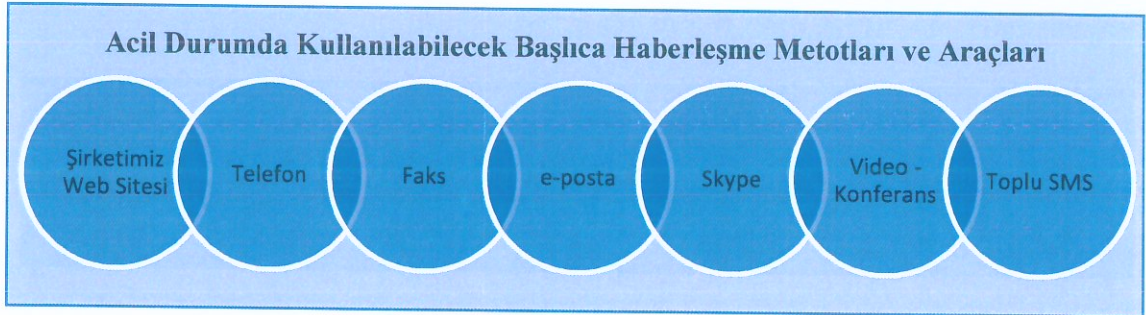 Acil Durumda Kullanılabilecek Başlıca Haberleşme Metotları ve Araçları
Şirketimiz
Web Sitesi
Telefon
Faks
e-posta
Skype
Video -
Konferans
Toplu SMS